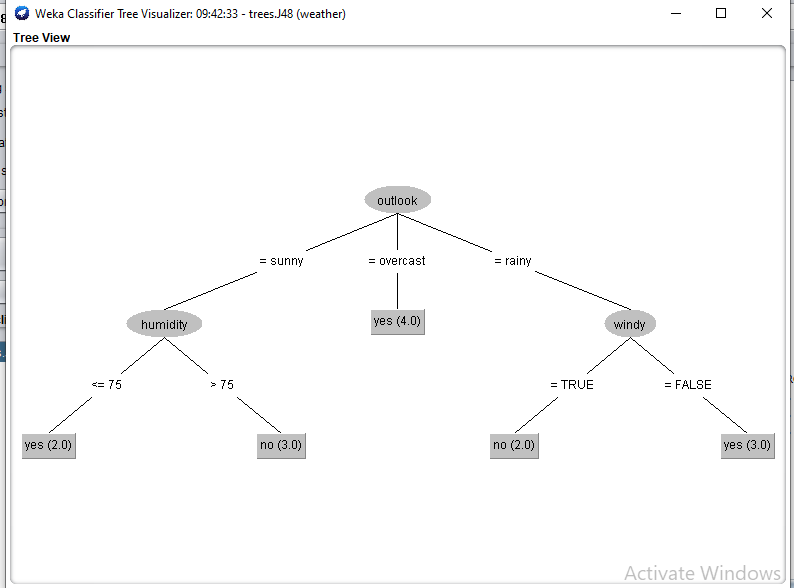 Weka Classifier Tree Visualizer: 09:42:33 - trees.J48 (weather)
Tree View
outlook
= sunny
= overcast
= rainy
humidity
yes (4.0)
windy
<= 75
> 75
= TRUE
= FALSE
yes (2.0)
no (3.0)
no (2.0)
yes (3.0)
Activate Windows